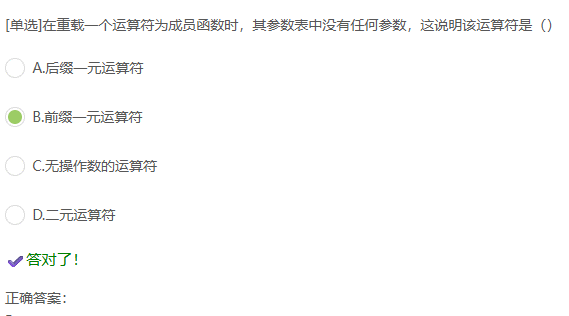 [单选]在重载一个运算符为成员函数时，其参数表中没有任何参数，这说明该运算符是（）
A.后缀一元运算符
B.前缀一元运算符
C.无操作数的运算符
D.二元运算符
答对了！
正确答案：